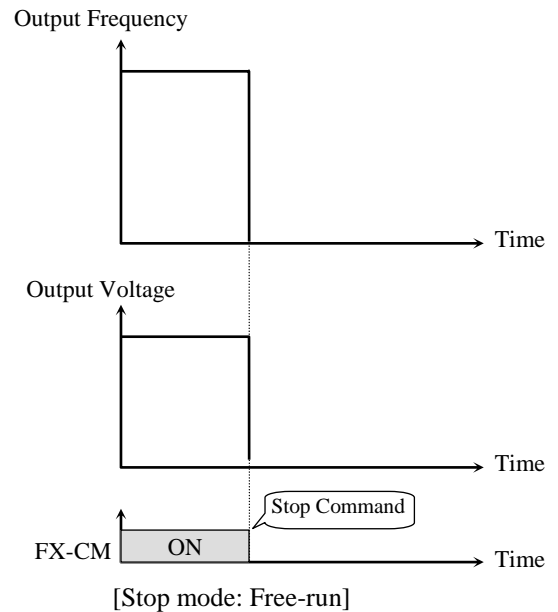 Output Frequency
Time
Output Voltage
Time
Stop Command
FX-CM
ON
Time
[Stop mode: Free-run]